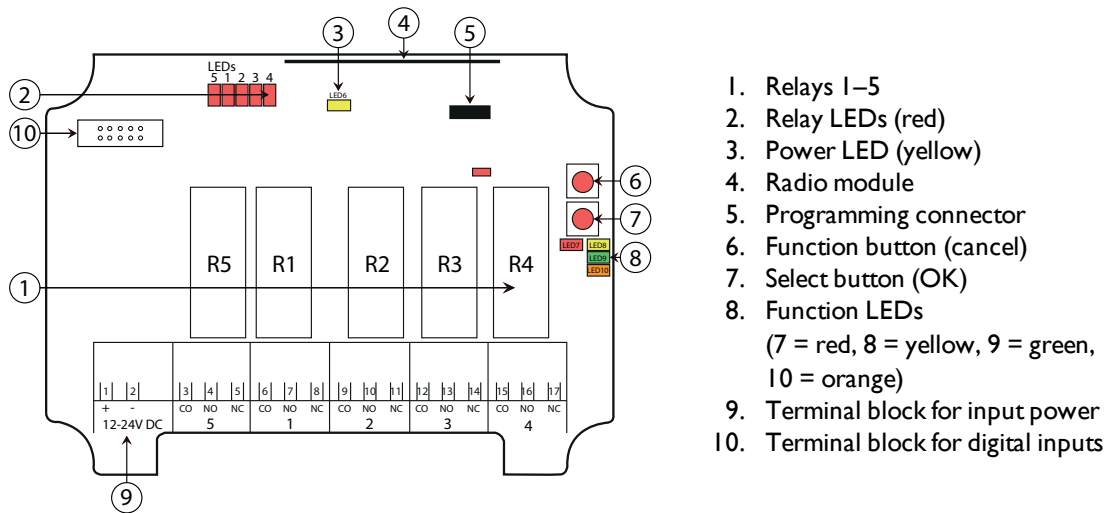 3
4
5
LEDs
5 1 2 3 4
LED6
2
10
6
7
LED7 LED8
8
LED9
LED10
R5 R1 R2 R3 R4
1
1 2 3 4 5 6 7 8 9 10 11 12 13 14 15 16 17
+ - CO NO NC CO NO NC CO NO NC CO NO NC CO NO NC
12-24V DC 5 1 2 3 4
9
1. Relays 1–5
2. Relay LEDs (red)
3. Power LED (yellow)
4. Radio module
5. Programming connector
6. Function button (cancel)
7. Select button (OK)
8. Function LEDs
(7 = red, 8 = yellow, 9 = green,
10 = orange)
9. Terminal block for input power
10. Terminal block for digital inputs